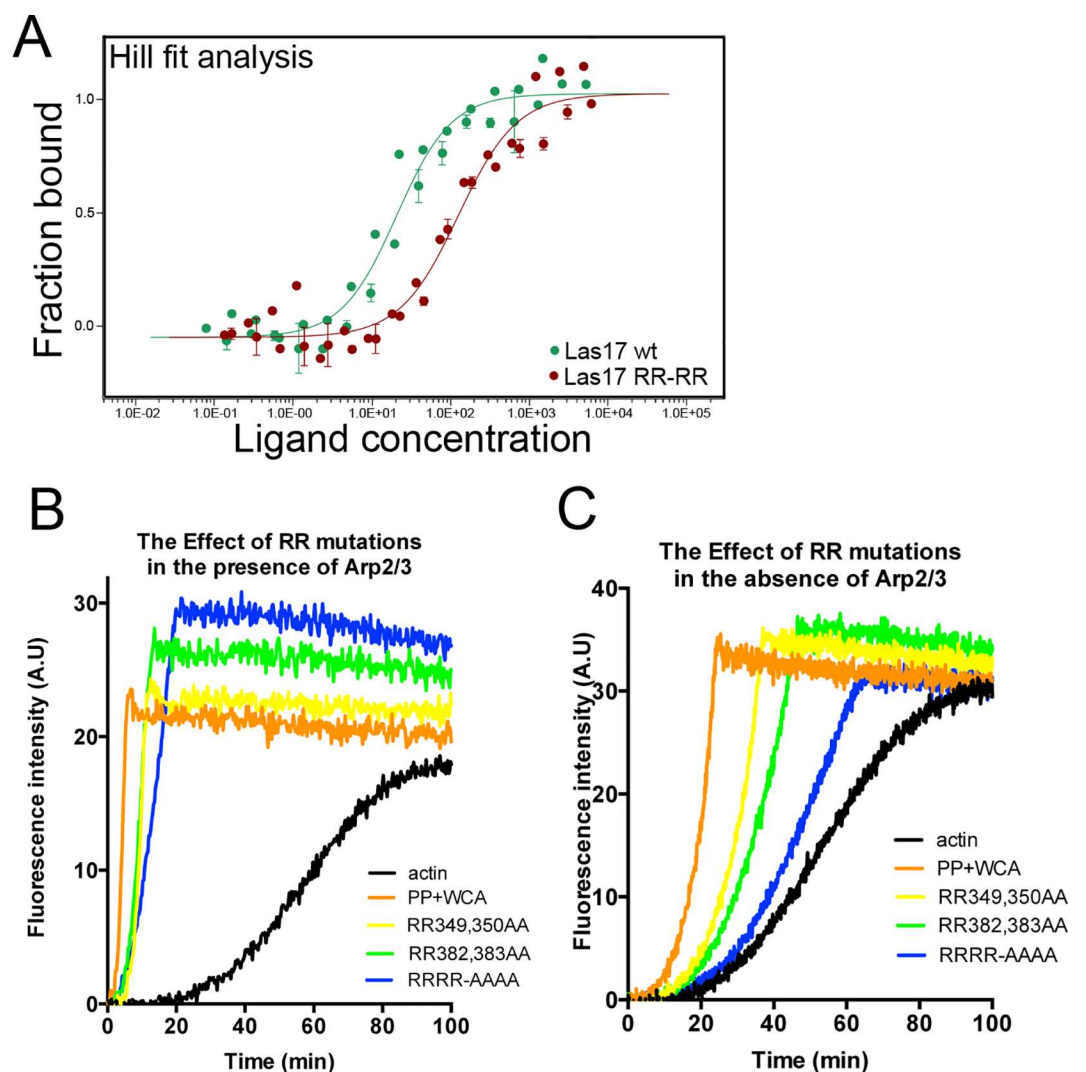 A
Hill fit analysis
Fraction bound
1.0
0.5
0.0
Las17 wt
Las17 RR-RR
1.0E-02 1.0E-01 1.0E-00 1.0E+01 1.0E+02 1.0E+03 1.0E+04 1.0E+05
Ligand concentration
B
The Effect of RR mutations
in the presence of Arp2/3
Fluorescence intensity (A.U)
30
20
10
0
actin
PP+WCA
RR349,350AA
RR382,383AA
RRRR-AAAA
0 20 40 60 80 100
Time (min)
C
The Effect of RR mutations
in the absence of Arp2/3
Fluorescence intensity (A.U)
40
30
20
10
0
actin
PP+WCA
RR349,350AA
RR382,383AA
RRRR-AAAA
0 20 40 60 80 100
Time (min)